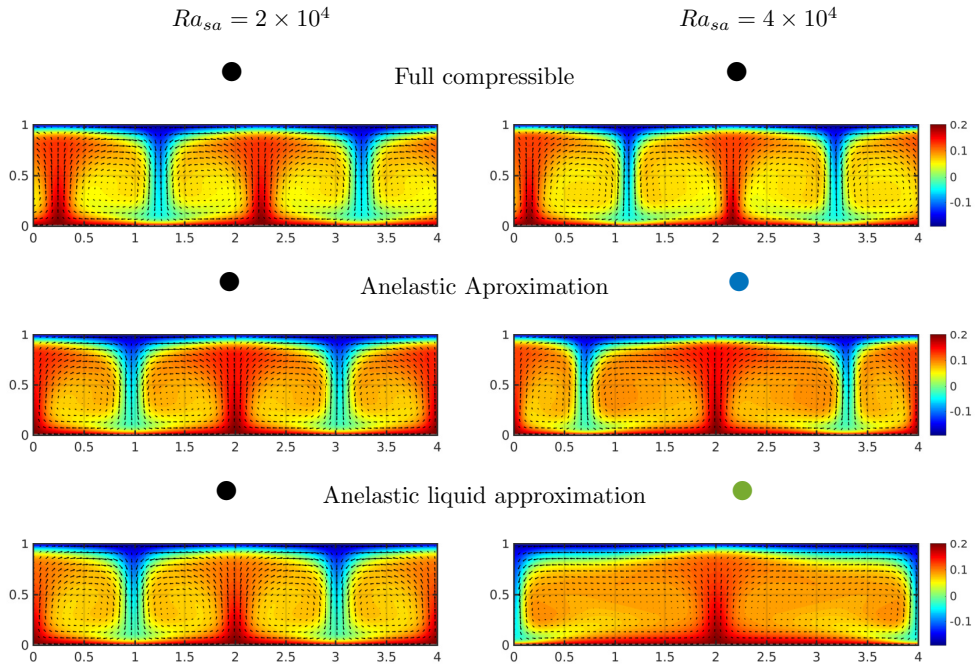 $Ra_{sa} = 2 \times 10^4$ $Ra_{sa} = 4 \times 10^4$
Full compressible
1 0.5 0
0 0.5 1 1.5 2 2.5 3 3.5 4
1 0.5 0
0.5 1 1.5 2 2.5 3 3.5 4
0.2 0.1 0 -0.1
Anelastic Aproximation
1 0.5 0
0 0.5 1 1.5 2 2.5 3 3.5 4
1 0.5 0
0.5 1 1.5 2 2.5 3 3.5 4
0.2 0.1 0 -0.1
Anelastic liquid approximation
1 0.5 0
0 0.5 1 1.5 2 2.5 3 3.5 4
1 0.5 0
0.5 1 1.5 2 2.5 3 3.5 4
0.2 0.1 0 -0.1